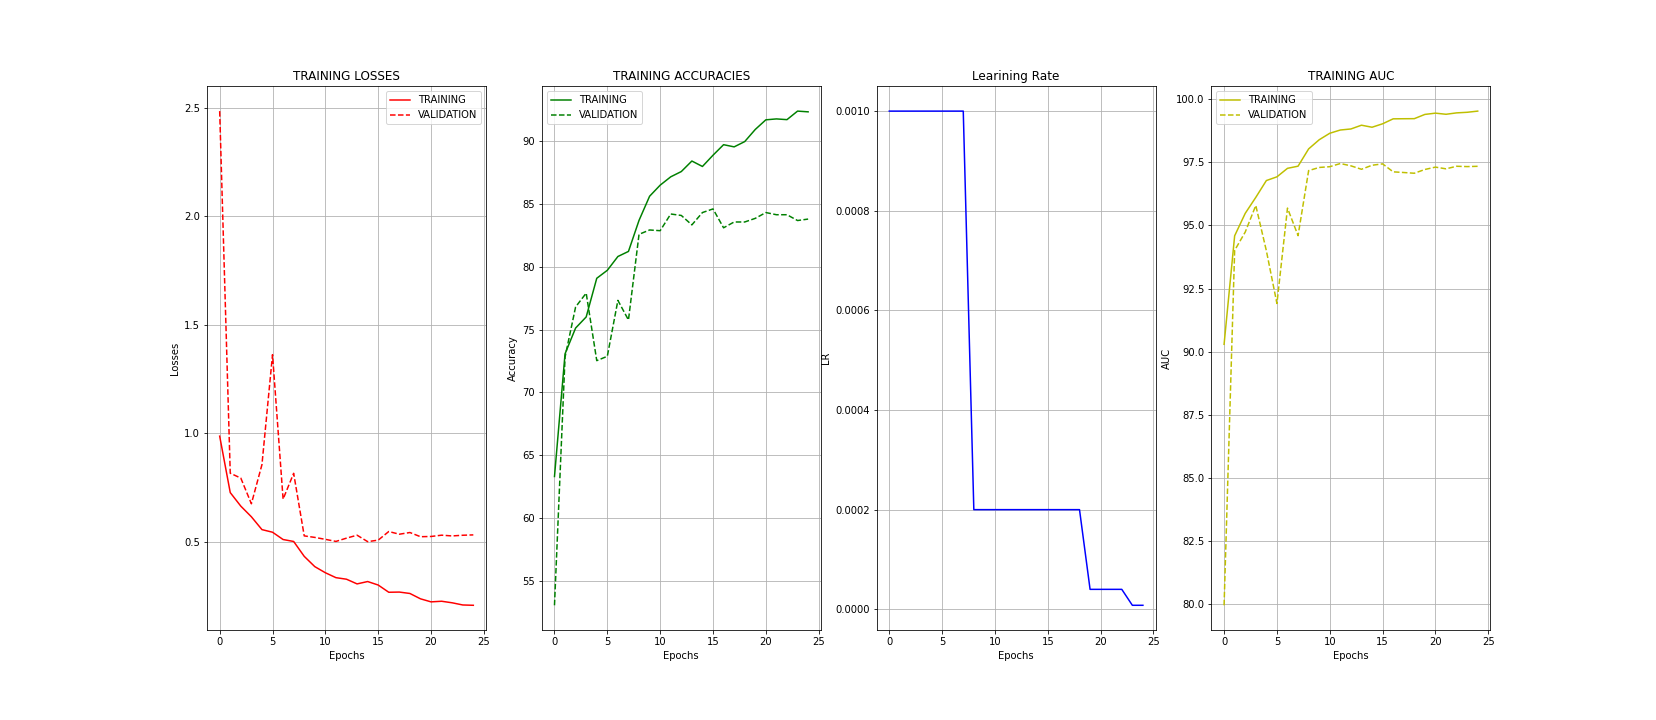 TRAINING LOSSES
TRAINING
VALIDATION
2.5
2.0
1.5
1.0
0.5
Losses
0
5
10
15
20
25
Epochs
TRAINING ACCURACIES
TRAINING
VALIDATION
90
85
80
75
70
65
60
55
Accuracy
0
5
10
15
20
25
Epochs
Learining Rate
0.0010
0.0008
0.0006
0.0004
0.0002
0.0000
LR
0
5
10
15
20
25
Epochs
TRAINING AUC
TRAINING
VALIDATION
100.0
97.5
95.0
92.5
90.0
87.5
85.0
82.5
80.0
AUC
0
5
10
15
20
25
Epochs